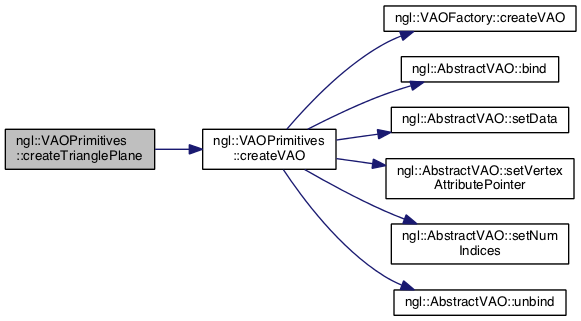 ngl::VAOPrimitives
::createTrianglePlane
ngl::VAOPrimitives
::createVAO
ngl::VAOFactory::createVAO
ngl::AbstractVAO::bind
ngl::AbstractVAO::setData
ngl::AbstractVAO::setVertex
AttributePointer
ngl::AbstractVAO::setNum
Indices
ngl::AbstractVAO::unbind